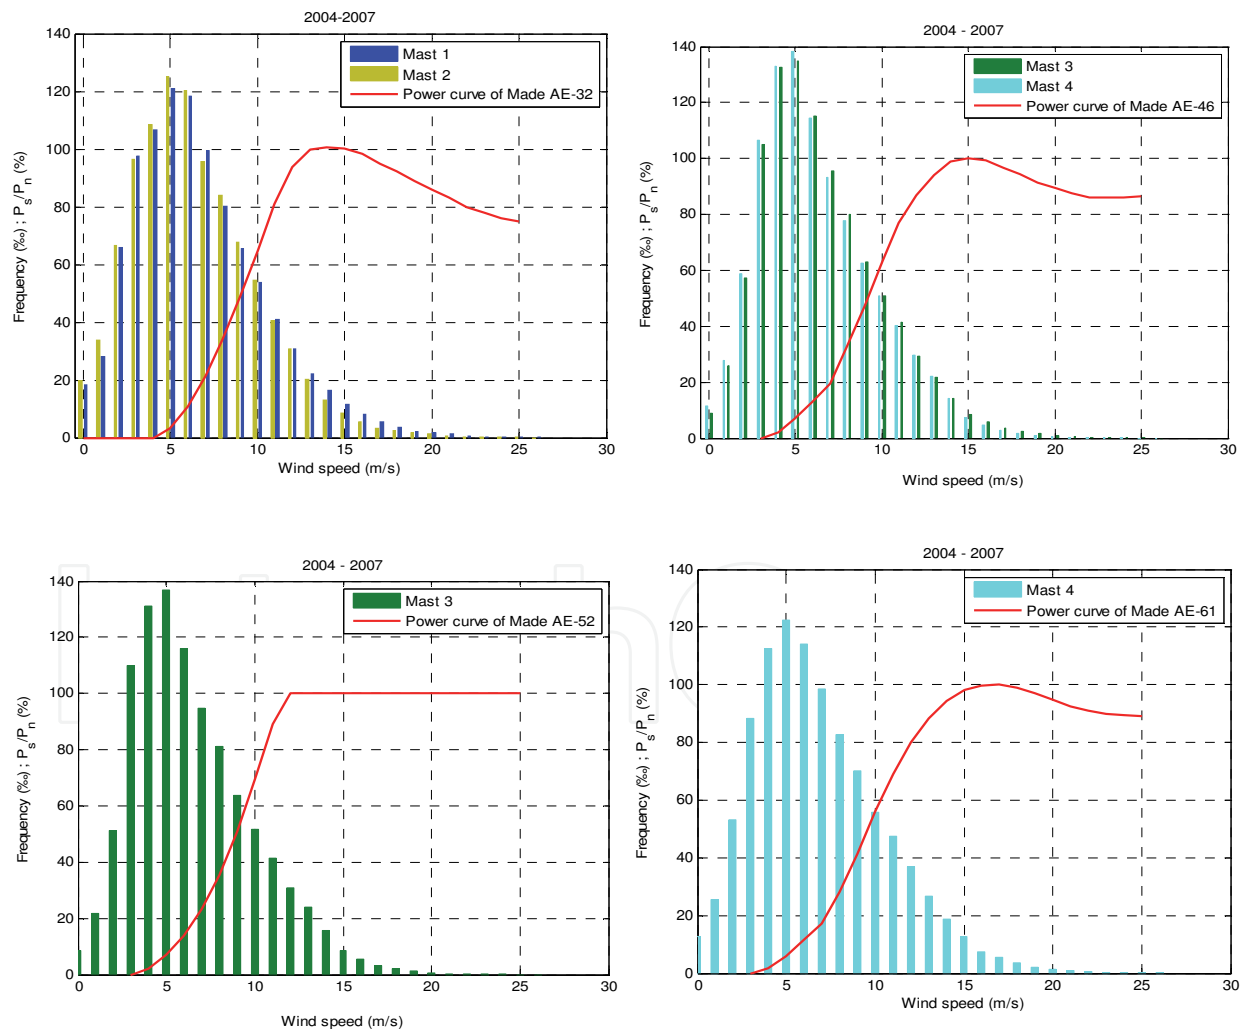 2004-2007
140
120
100
80
60
40
20
0
Frequency (‰) ; Ps/Pn (%)
Mast 1
Mast 2
Power curve of Made AE-32
0 5 10 15 20 25 30
Wind speed (m/s)
2004 - 2007
140
120
100
80
60
40
20
0
Frequency (‰) ; Ps/Pn (%)
Mast 3
Mast 4
Power curve of Made AE-46
0 5 10 15 20 25 30
Wind speed (m/s)
2004 - 2007
140
120
100
80
60
40
20
0
Frequency (‰) ; Ps/Pn (%)
Mast 3
Power curve of Made AE-52
0 5 10 15 20 25 30
Wind speed (m/s)
2004 - 2007
140
120
100
80
60
40
20
0
Frequency (‰) ; Ps/Pn (%)
Mast 4
Power curve of Made AE-61
0 5 10 15 20 25 30
Wind speed (m/s)